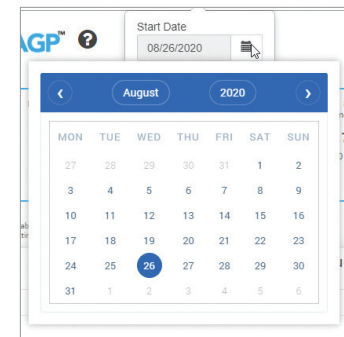 AGP™ ?
Start Date
08/26/2020
‹ August 2020 ›
MON TUE WED THU FRI SAT SUN
27 28 29 30 31 1 2
3 4 5 6 7 8 9
10 11 12 13 14 15 16
17 18 19 20 21 22 23
24 25 26 27 28 29 30
31 1 2 3 4 5 6